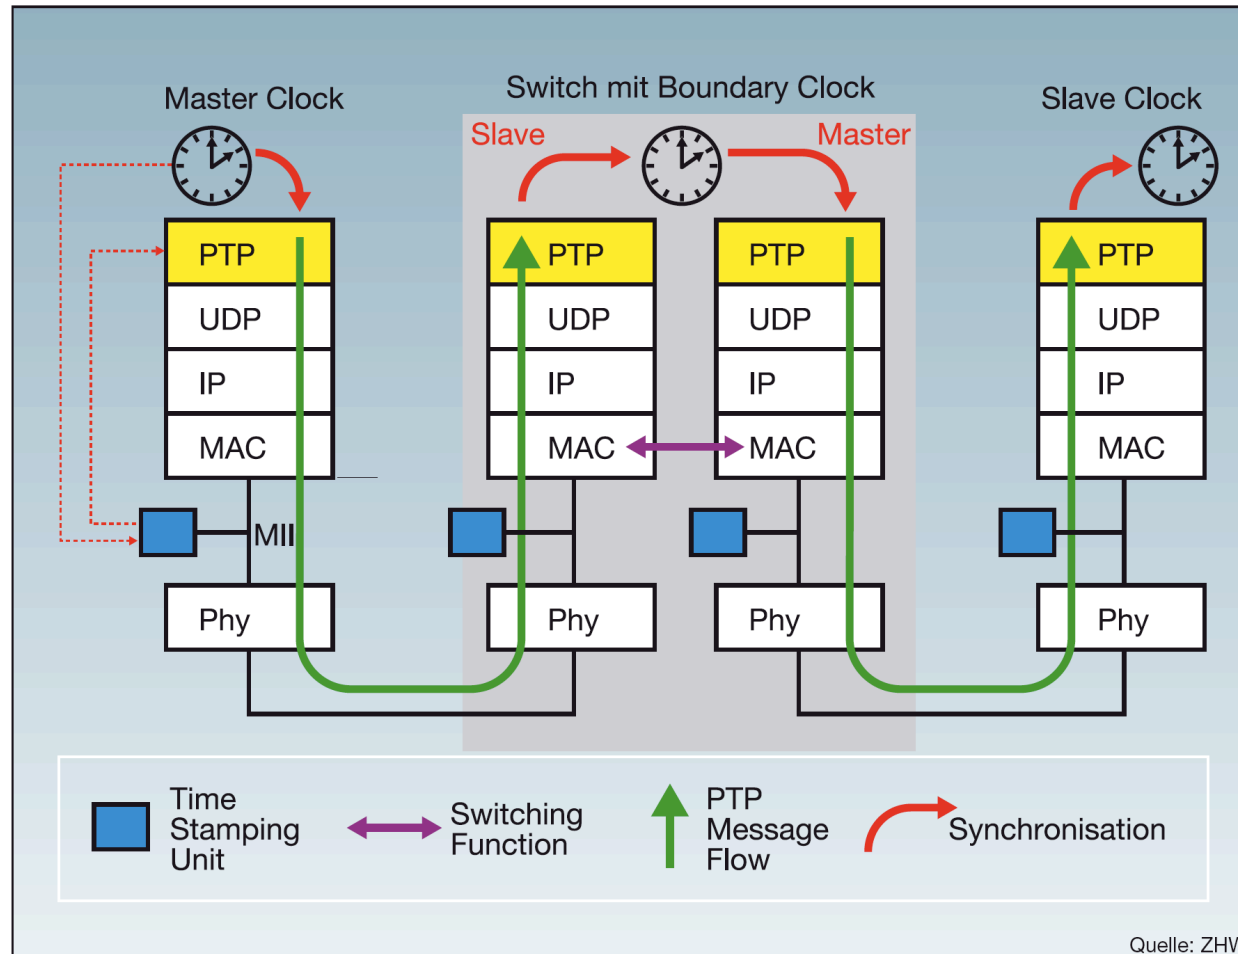 Master Clock
Switch mit Boundary Clock
Slave Clock
Slave
Master
PTP
UDP
IP
MAC
MII
Phy
PTP
UDP
IP
MAC
Phy
PTP
UDP
IP
MAC
Phy
PTP
UDP
IP
MAC
Phy
Time
Stamping
Unit
Switching
Function
PTP
Message
Flow
Synchronisation
Quelle: ZHW